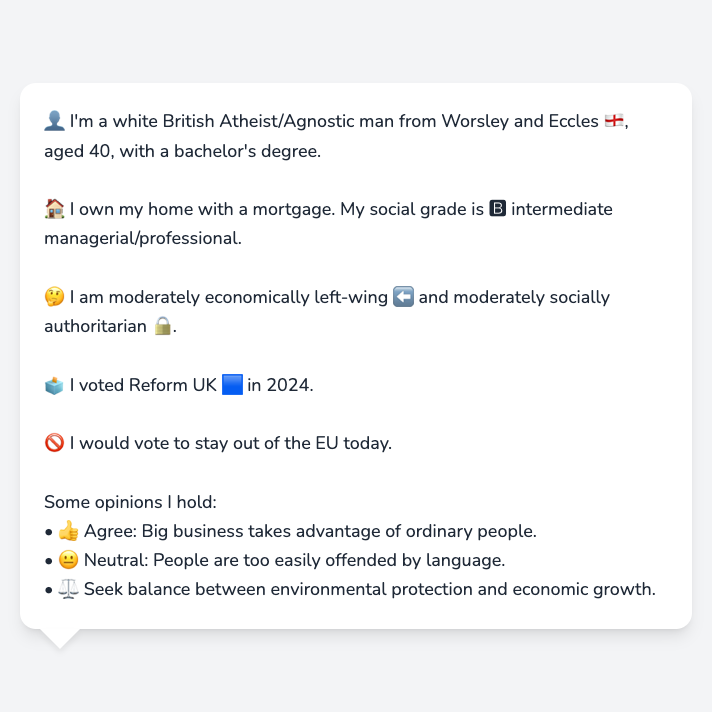 👤 I'm a white British Atheist/Agnostic man from Worsley and Eccles 🏴󠁧󠁢󠁥󠁮󠁧󠁿,
aged 40, with a bachelor's degree.
🏠 I own my home with a mortgage. My social grade is 🅱 intermediate
managerial/professional.
🤔 I am moderately economically left-wing ⬅️ and moderately socially
authoritarian 🔒.
🗳️ I voted Reform UK 🟦 in 2024.
🚫 I would vote to stay out of the EU today.
Some opinions I hold:
• 👍 Agree: Big business takes advantage of ordinary people.
• 😐 Neutral: People are too easily offended by language.
• ⚖️ Seek balance between environmental protection and economic growth.